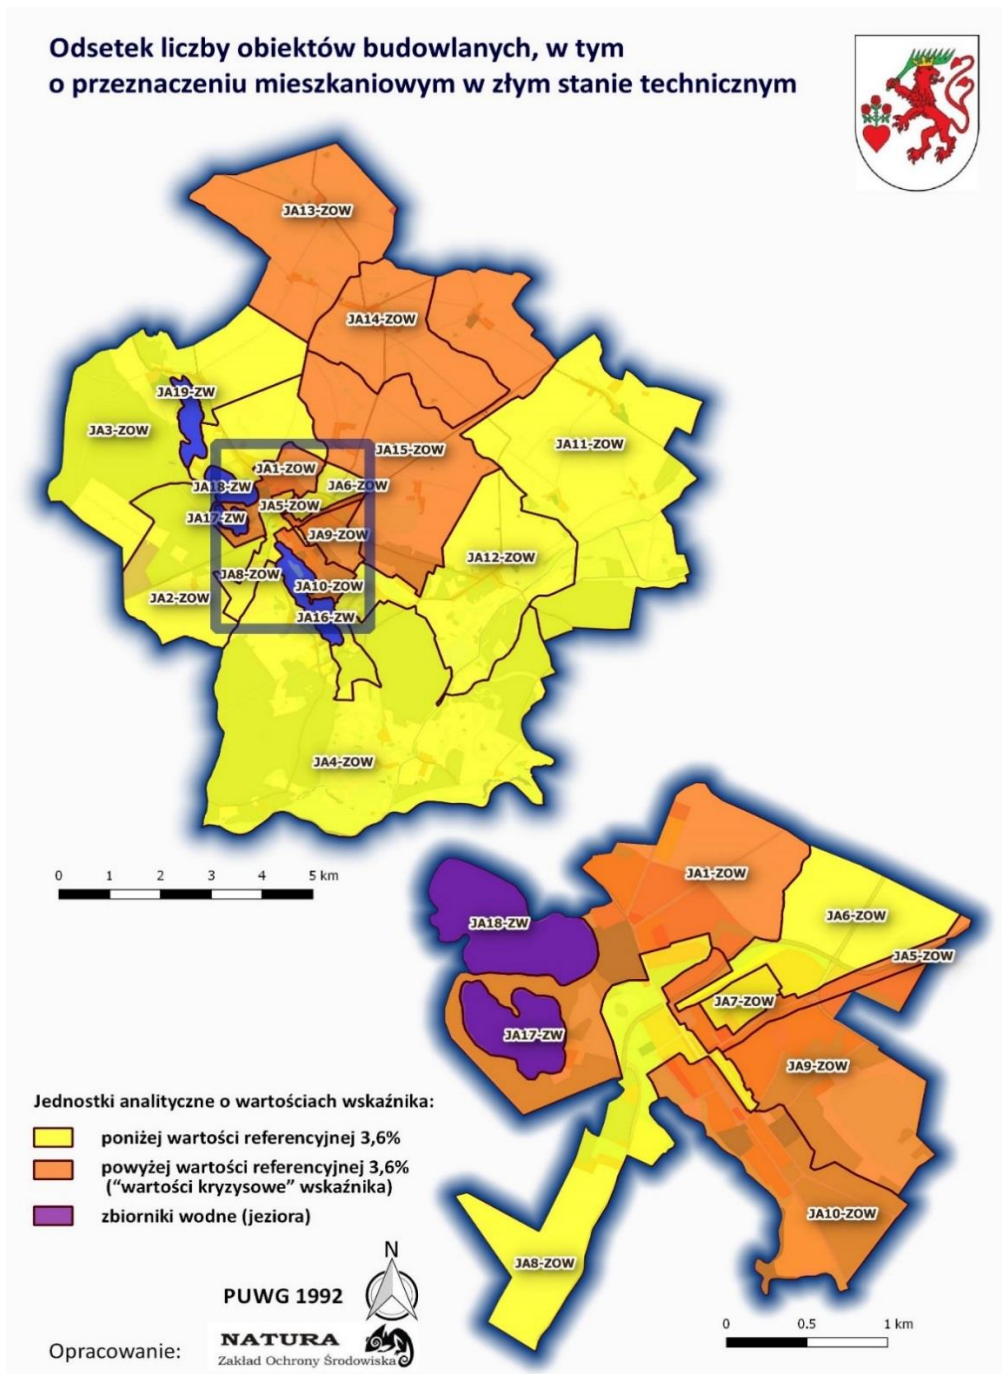 Odsetek liczby obiektów budowlanych, w tym
o przeznaczeniu mieszkaniowym w złym stanie technicznym
JA13-ZOW
JA14-ZOW
JA19-ZW
JA3-ZOW
JA15-ZOW
JA11-ZOW
JA1-ZOW
JA18-ZW
JA6-ZOW
JA5-ZOW
JA17-ZW
JA9-ZOW
JA12-ZOW
JA8-ZOW
JA10-ZOW
JA2-ZOW
JA16-ZW
JA4-ZOW
0 1 2 3 4 5 km
JA1-ZOW
JA18-ZW
JA6-ZOW
JA5-ZOW
JA7-ZOW
JA17-ZW
JA9-ZOW
JA10-ZOW
JA8-ZOW
Jednostki analityczne o wartościach wskaźnika:
poniżej wartości referencyjnej 3,6%
powyżej wartości referencyjnej 3,6%
("wartości kryzysowe" wskaźnika)
zbiorniki wodne (jeziora)
N
PUWG 1992
0 0.5 1 km
Opracowanie:
NATURA
Zakład Ochrony Środowiska